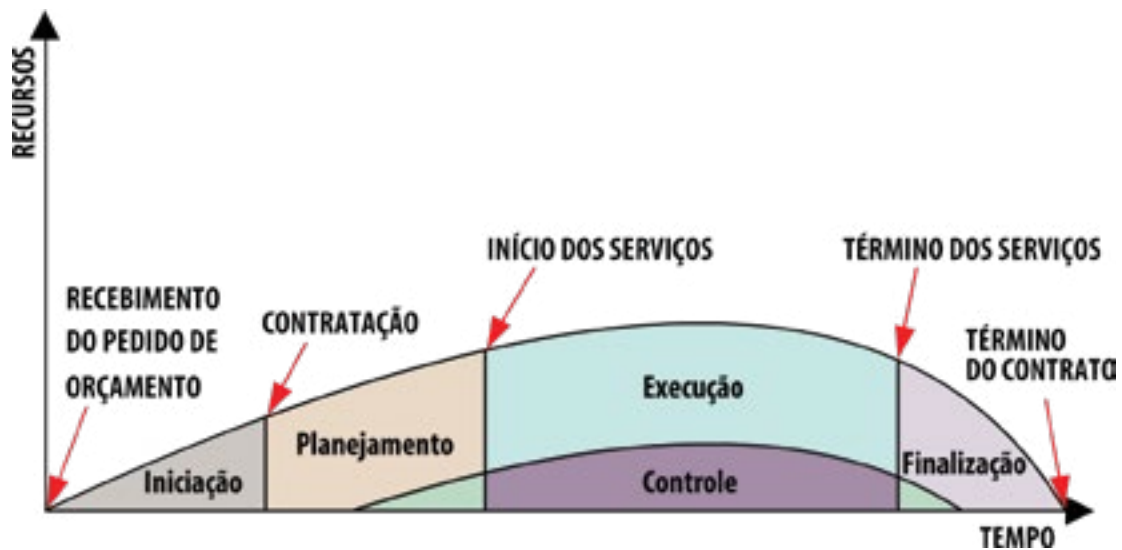 RECURSOS
INÍCIO DOS SERVIÇOS
TÉRMINO DOS SERVIÇOS
RECEBIMENTO
DO PEDIDO DE
ORÇAMENTO
CONTRATAÇÃO
TÉRMINO
DO CONTRATO
Execução
Planejamento
Iniciação
Controle
Finalização
TEMPO